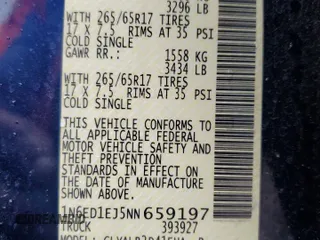 3296 LB
WITH 265/65R17 TIRES
17 X 7.5 RIMS AT 35 PSI
COLD SINGLE
GAWR RR.: 1558 KG
3434 LB
WITH 265/65R17 TIRES
17 X 7.5 RIMS AT 35 PSI
COLD SINGLE
THIS VEHICLE CONFORMS TO
ALL APPLICABLE FEDERAL
MOTOR VEHICLE SAFETY AND
THEFT PREVENTION
STANDARDS IN EFFECT ON
THE DATE OF MANUFACTURE
SHOWN ABOVE.
1N6ED1EJ5NN659197
TRUCK 393927